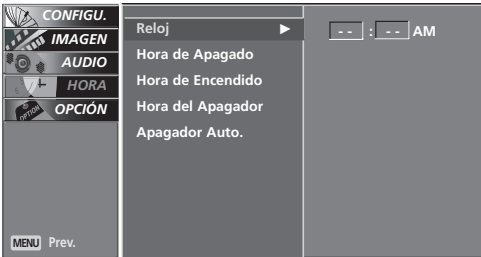 CONFIGU.
IMAGEN
AUDIO
HORA
OPCIÓN
OPTION
MENU Prev.
Reloj ►
Hora de Apagado
Hora de Encendido
Hora del Apagador
Apagador Auto.
- - : - - AM